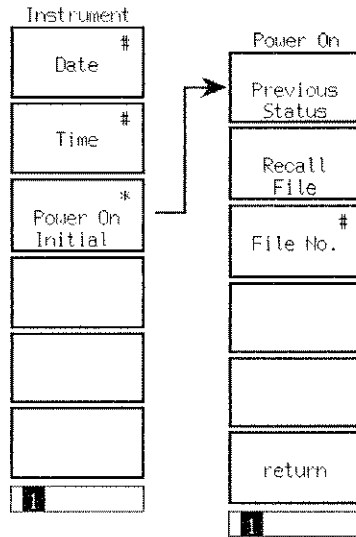 Instrument
#
Date
#
Time
*
Power On
Initial
1
Power On
Previous
Status
Recall
File
#
File No.
return
1